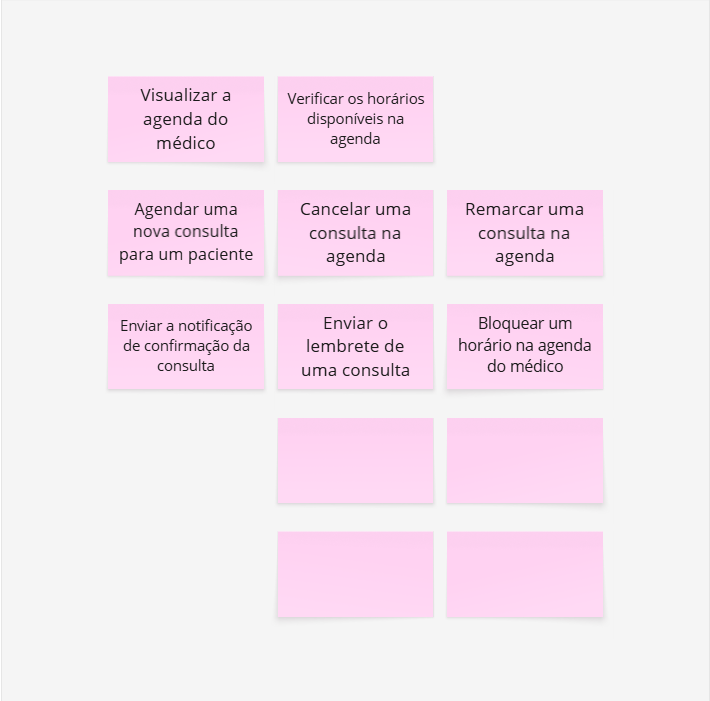 Visualizar a
agenda do
médico
Verificar os horários
disponíveis na
agenda
Agendar uma
nova consulta
para um paciente
Cancelar uma
consulta na
agenda
Remarcar uma
consulta na
agenda
Enviar a notificação
de confirmação da
consulta
Enviar o
lembrete de
uma consulta
Bloquear um
horário na agenda
do médico